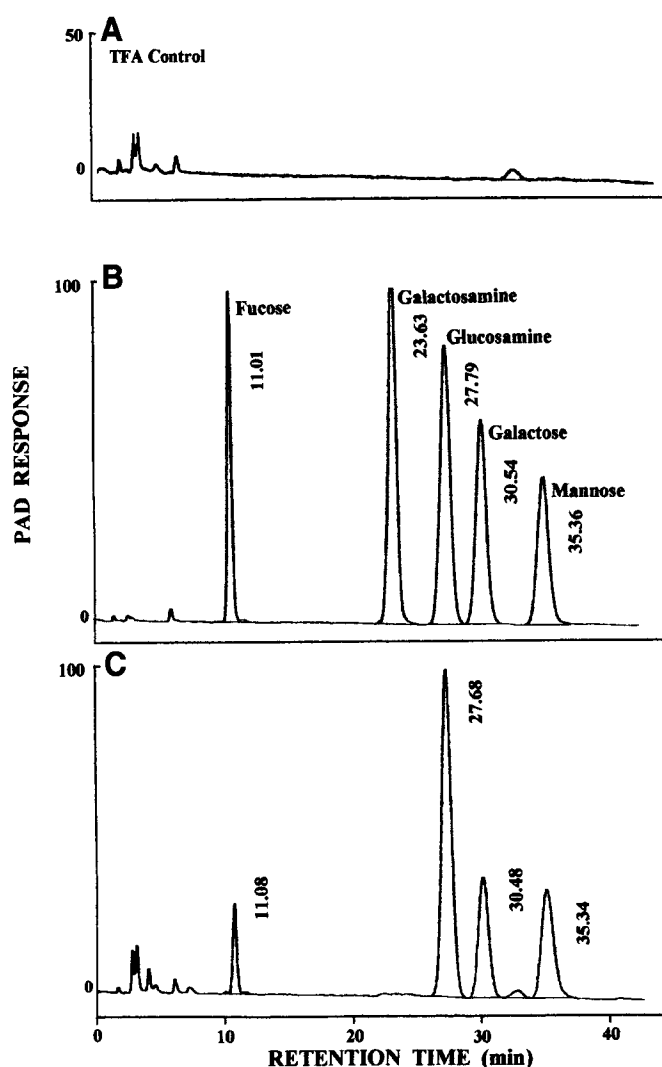 A
TFA Control
50
0
PAD RESPONSE
B
100
0
Fucose
11.01
Galactosamine
23.63
Glucosamine
27.79
Galactose
30.54
Mannose
35.36
C
100
0
11.08
27.68
30.48
35.34
0 10 20 30 40
RETENTION TIME (min)